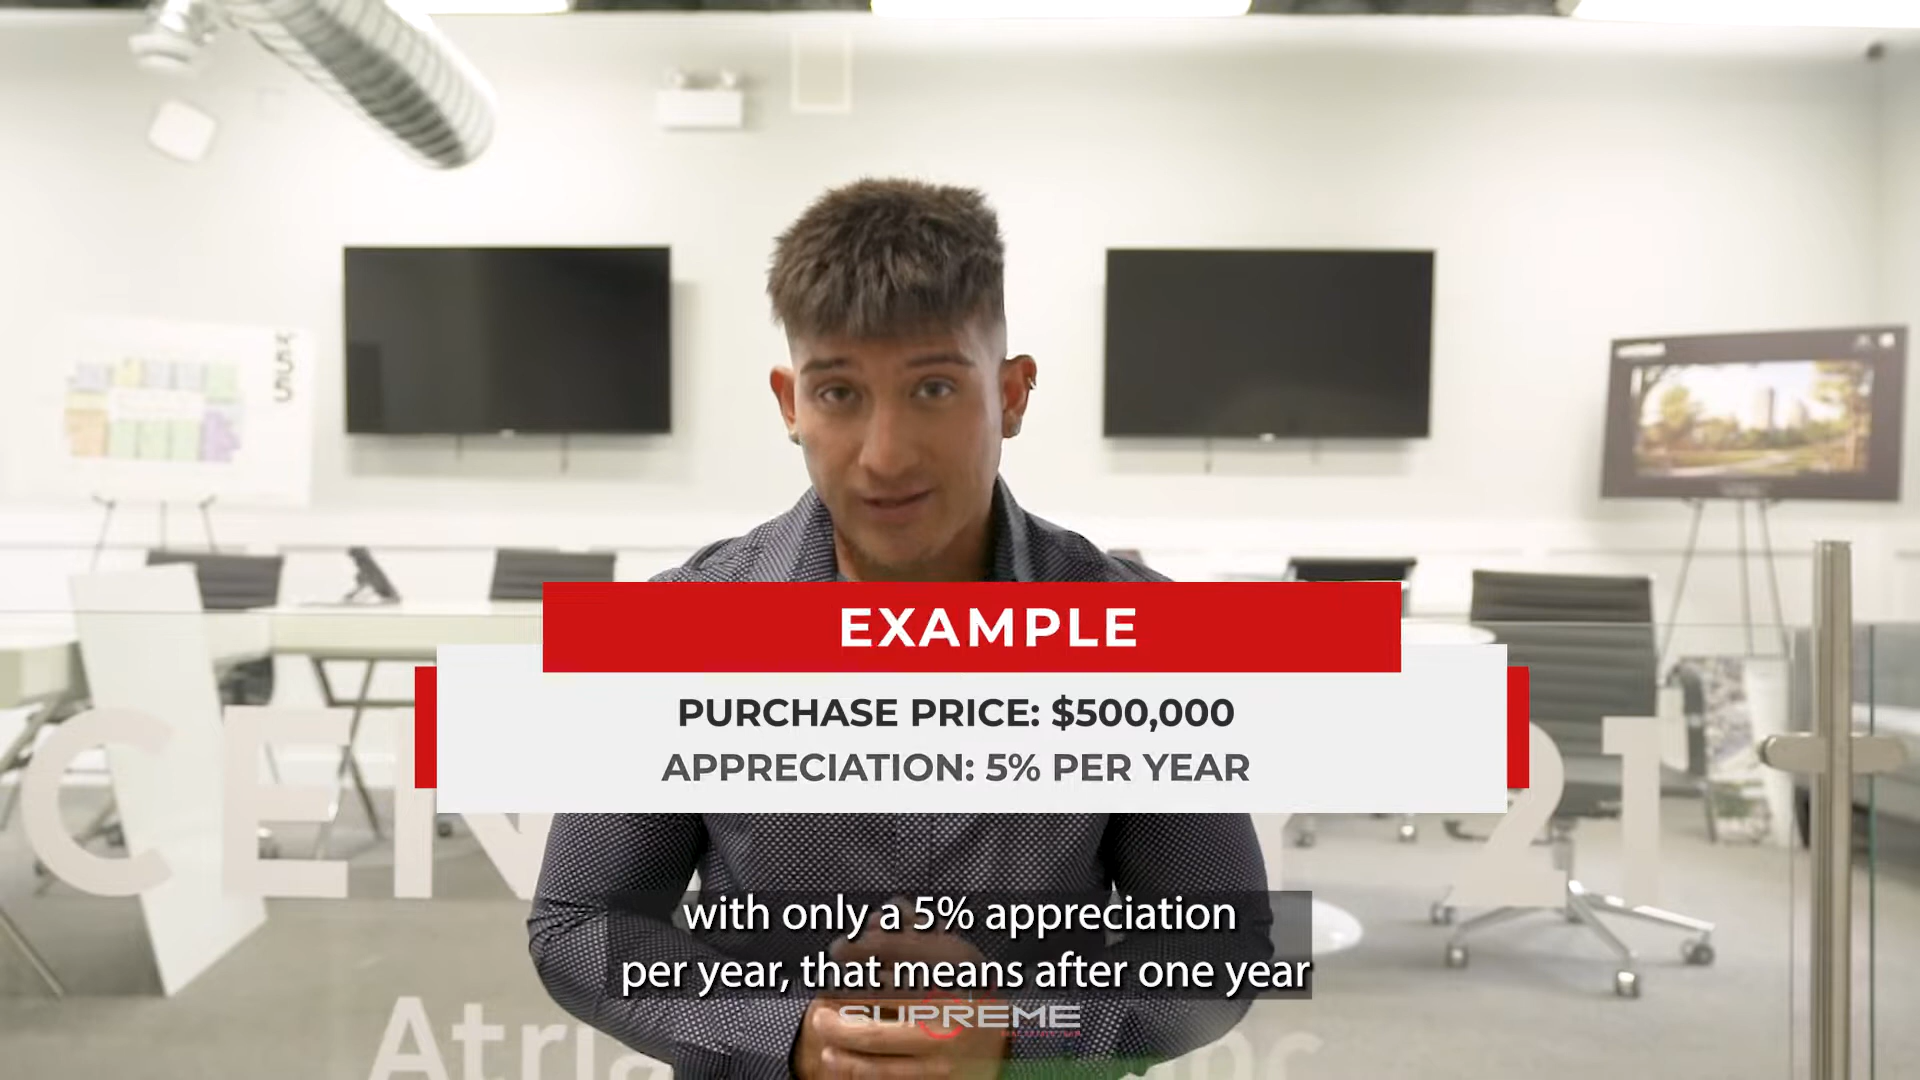 EXAMPLE
PURCHASE PRICE: $500,000
APPRECIATION: 5% PER YEAR
with only a 5% appreciation
per year, that means after one year
SUPREME